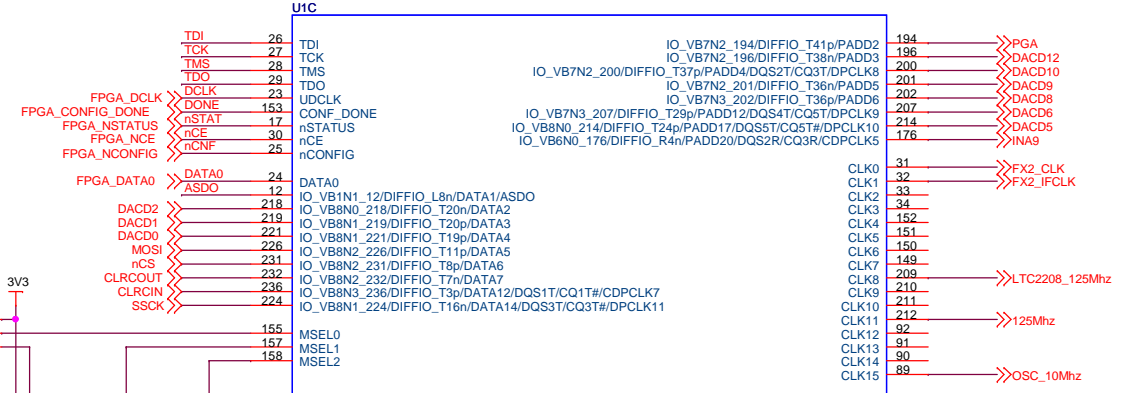 U1C
TDI 26 TDI
TCK 27 TCK
TMS 28 TMS
TDO 29 TDO
FPGA_DCLK DCLK 23 UDCLK
FPGA_CONFIG_DONE DONE 153 CONF_DONE
FPGA_NSTATUS nSTAT 17 nSTATUS
FPGA_NCE nCE 30 nCE
FPGA_NCONFIG nCNF 25 nCONFIG
FPGA_DATA0 DATA0 24 DATA0
ASDO 12 IO_VB1N1_12/DIFFIO_L8n/DATA1/ASDO
DACD2 218 IO_VB8N0_218/DIFFIO_T20n/DATA2
DACD1 219 IO_VB8N1_219/DIFFIO_T20p/DATA3
DACD0 221 IO_VB8N1_221/DIFFIO_T19p/DATA4
MOSI 226 IO_VB8N2_226/DIFFIO_T11p/DATA5
nCS 231 IO_VB8N2_231/DIFFIO_T8p/DATA6
CLRCOUT 232 IO_VB8N2_232/DIFFIO_T7n/DATA7
CLRCIN 236 IO_VB8N3_236/DIFFIO_T3p/DATA12/DQS1T/CQ1T#/CDPCLK7
SSCK 224 IO_VB8N1_224/DIFFIO_T16n/DATA14/DQS3T/CQ3T#/DPCLK11
3V3
155 MSEL0
157 MSEL1
158 MSEL2
IO_VB7N2_194/DIFFIO_T41p/PADD2 194 PGA
IO_VB7N2_196/DIFFIO_T38n/PADD3 196 DACD12
IO_VB7N2_200/DIFFIO_T37p/PADD4/DQS2T/CQ3T/DPCLK8 200 DACD10
IO_VB7N2_201/DIFFIO_T36n/PADD5 201 DACD9
IO_VB7N3_202/DIFFIO_T36p/PADD6 202 DACD8
IO_VB7N3_207/DIFFIO_T29p/PADD12/DQS4T/CQ5T/DPCLK9 207 DACD6
IO_VB8N0_214/DIFFIO_T24p/PADD17/DQS5T/CQ5T#/DPCLK10 214 DACD5
IO_VB6N0_176/DIFFIO_R4n/PADD20/DQS2R/CQ3R/CDPCLK5 176 INA9
CLK0 31 FX2_CLK
CLK1 32 FX2_IFCLK
CLK2 33
CLK3 34
CLK4 152
CLK5 151
CLK6 150
CLK7 149
CLK8 209 LTC2208_125Mhz
CLK9 210
CLK10 211
CLK11 212 125Mhz
CLK12 92
CLK13 91
CLK14 90
CLK15 89 OSC_10Mhz